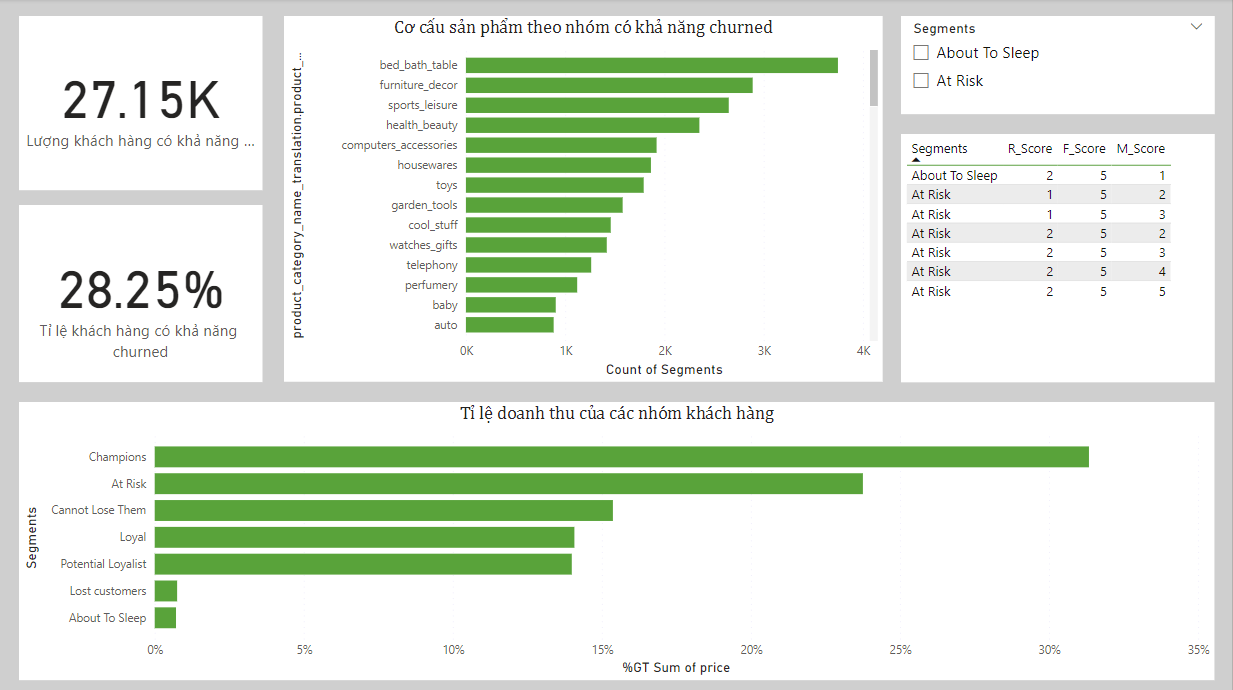 27.15K
Lượng khách hàng có khả năng ...
28.25%
Tỉ lệ khách hàng có khả năng
churned
Cơ cấu sản phẩm theo nhóm có khả năng churned
product_category_name_translation.product_...
bed_bath_table
furniture_decor
sports_leisure
health_beauty
computers_accessories
housewares
toys
garden_tools
cool_stuff
watches_gifts
telephony
perfumery
baby
auto
0K 1K 2K 3K 4K
Count of Segments
Segments
About To Sleep
At Risk
Segments R_Score F_Score M_Score
About To Sleep 2 5 1
At Risk 1 5 2
At Risk 1 5 3
At Risk 2 5 2
At Risk 2 5 3
At Risk 2 5 4
At Risk 2 5 5
Tỉ lệ doanh thu của các nhóm khách hàng
Segments
Champions
At Risk
Cannot Lose Them
Loyal
Potential Loyalist
Lost customers
About To Sleep
0% 5% 10% 15% 20% 25% 30% 35%
%GT Sum of price